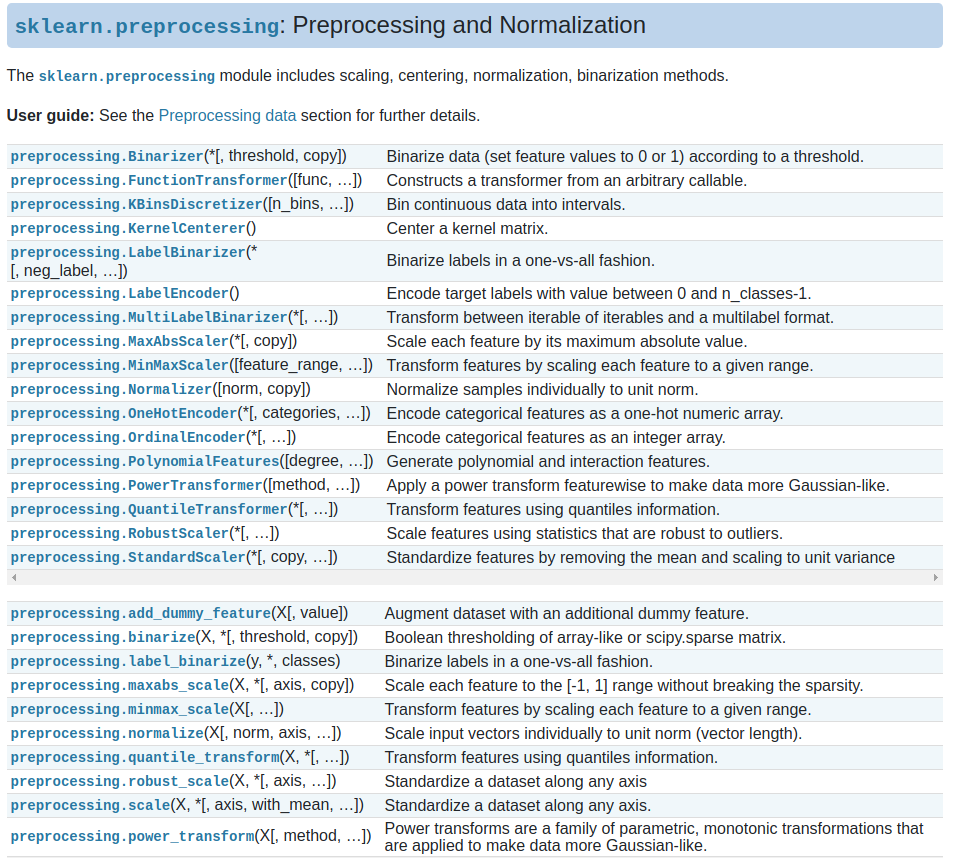 sklearn.preprocessing: Preprocessing and Normalization
The sklearn.preprocessing module includes scaling, centering, normalization, binarization methods.
User guide: See the Preprocessing data section for further details.
preprocessing.Binarizer(*[, threshold, copy]) Binarize data (set feature values to 0 or 1) according to a threshold.
preprocessing.FunctionTransformer([func, …]) Constructs a transformer from an arbitrary callable.
preprocessing.KBinsDiscretizer([n_bins, …]) Bin continuous data into intervals.
preprocessing.KernelCenterer() Center a kernel matrix.
preprocessing.LabelBinarizer(*
[, neg_label, …]) Binarize labels in a one-vs-all fashion.
preprocessing.LabelEncoder() Encode target labels with value between 0 and n_classes-1.
preprocessing.MultiLabelBinarizer(*[, …]) Transform between iterable of iterables and a multilabel format.
preprocessing.MaxAbsScaler(*[, copy]) Scale each feature by its maximum absolute value.
preprocessing.MinMaxScaler([feature_range, …]) Transform features by scaling each feature to a given range.
preprocessing.Normalizer([norm, copy]) Normalize samples individually to unit norm.
preprocessing.OneHotEncoder(*[, categories, …]) Encode categorical features as a one-hot numeric array.
preprocessing.OrdinalEncoder(*[, …]) Encode categorical features as an integer array.
preprocessing.PolynomialFeatures([degree, …]) Generate polynomial and interaction features.
preprocessing.PowerTransformer([method, …]) Apply a power transform featurewise to make data more Gaussian-like.
preprocessing.QuantileTransformer(*[, …]) Transform features using quantiles information.
preprocessing.RobustScaler(*[, …]) Scale features using statistics that are robust to outliers.
preprocessing.StandardScaler(*[, copy, …]) Standardize features by removing the mean and scaling to unit variance
preprocessing.add_dummy_feature(X[, value]) Augment dataset with an additional dummy feature.
preprocessing.binarize(X, *[, threshold, copy]) Boolean thresholding of array-like or scipy.sparse matrix.
preprocessing.label_binarize(y, *, classes) Binarize labels in a one-vs-all fashion.
preprocessing.maxabs_scale(X, *[, axis, copy]) Scale each feature to the [-1, 1] range without breaking the sparsity.
preprocessing.minmax_scale(X[, …]) Transform features by scaling each feature to a given range.
preprocessing.normalize(X[, norm, axis, …]) Scale input vectors individually to unit norm (vector length).
preprocessing.quantile_transform(X, *[, …]) Transform features using quantiles information.
preprocessing.robust_scale(X, *[, axis, …]) Standardize a dataset along any axis
preprocessing.scale(X, *[, axis, with_mean, …]) Standardize a dataset along any axis.
preprocessing.power_transform(X[, method, …]) Power transforms are a family of parametric, monotonic transformations that
are applied to make data more Gaussian-like.